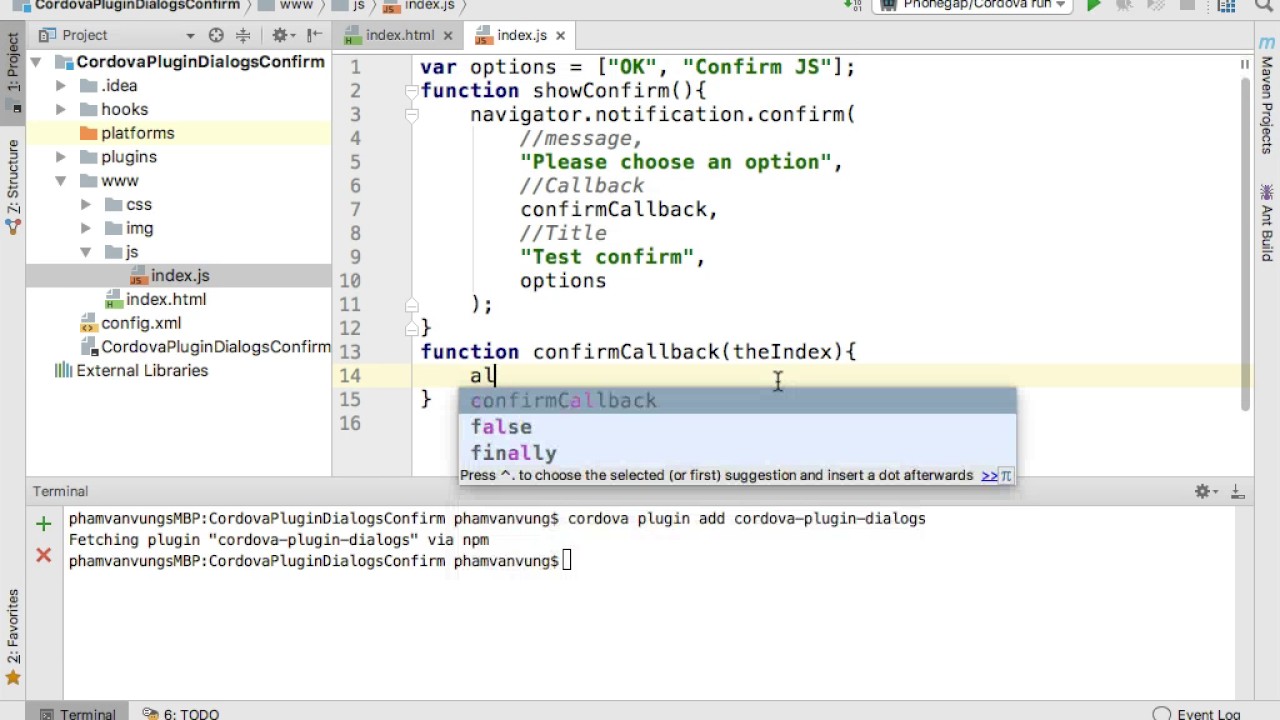 CordovaPluginDialogsConfirm www js index.js
Phonegap/Cordova run
Project
index.html
index.js
1: Project
Z: Structure
2: Favorites
CordovaPluginDialogsConfirm
.idea
hooks
platforms
plugins
www
css
img
js
index.js
index.html
config.xml
CordovaPluginDialogsConfirm
External Libraries
1 var options = ["OK", "Confirm JS"];
2 function showConfirm(){
3 navigator.notification.confirm(
4 //message,
5 "Please choose an option",
6 //Callback
7 confirmCallback,
8 //Title
9 "Test confirm",
10 options
11 );
12 }
13 function confirmCallback(theIndex){
14 al
15 }
16
confirmCallback
false
finally
Press ^. to choose the selected (or first) suggestion and insert a dot afterwards >> π
Maven Projects
Ant Build
Terminal
phamvanvungsMBP:CordovaPluginDialogsConfirm phamvanvung$ cordova plugin add cordova-plugin-dialogs
Fetching plugin "cordova-plugin-dialogs" via npm
phamvanvungsMBP:CordovaPluginDialogsConfirm phamvanvung$
Terminal
6: TODO
Event Log